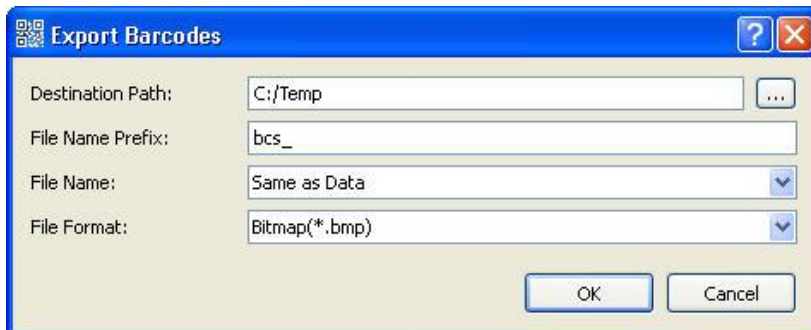 Export Barcodes
Destination Path: C:/Temp ...
File Name Prefix: bcs_
File Name: Same as Data
File Format: Bitmap(*.bmp)
OK Cancel